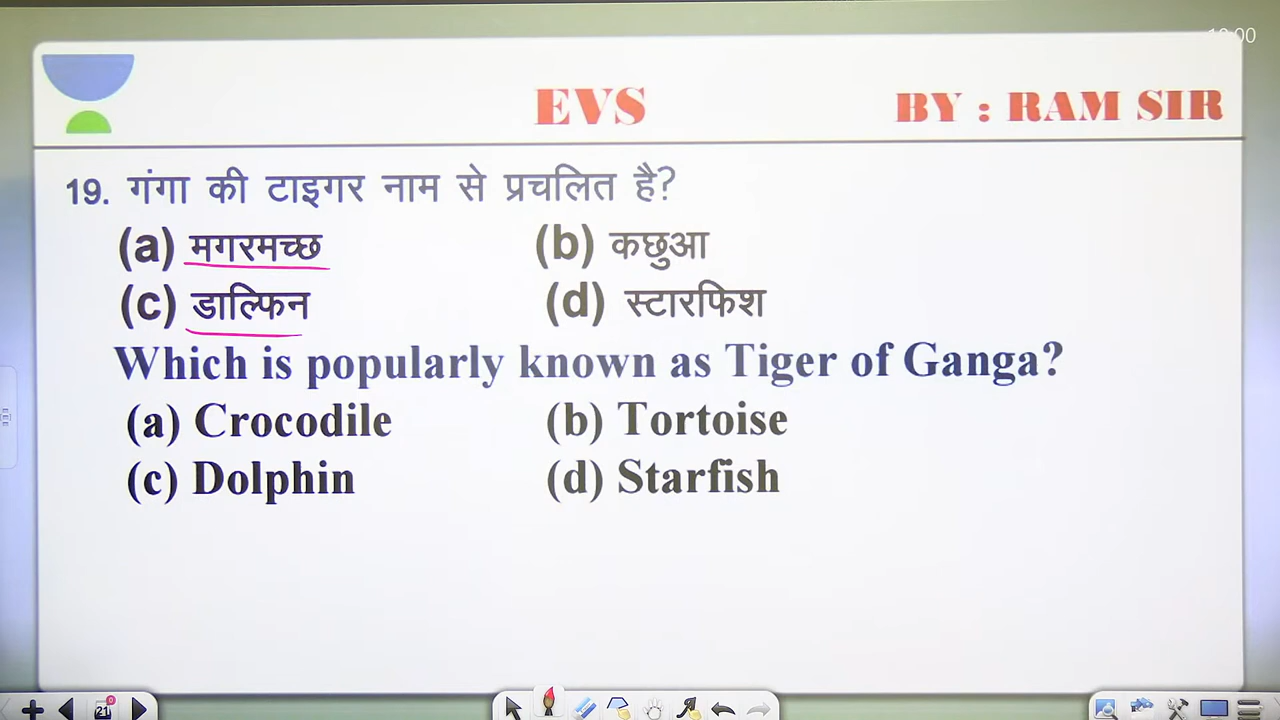 EVS BY : RAM SIR
19. गंगा की टाइगर नाम से प्रचलित है?
(a) मगरमच्छ (b) कछुआ
(c) डाल्फिन (d) स्टारफिश
Which is popularly known as Tiger of Ganga?
(a) Crocodile (b) Tortoise
(c) Dolphin (d) Starfish
21